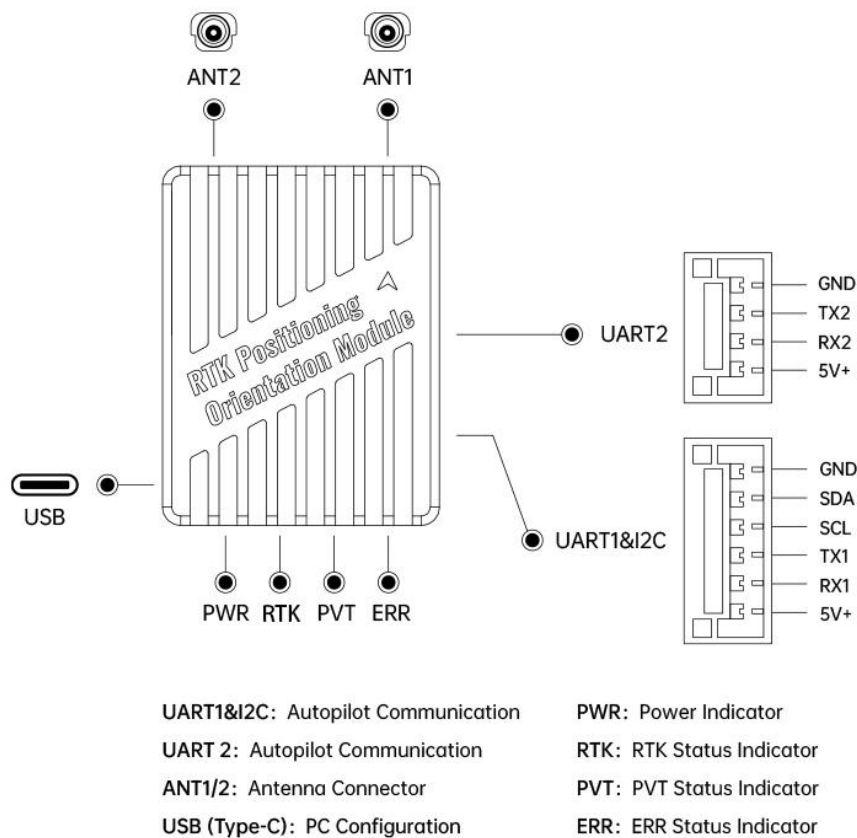 ANT2 ANT1
RTK Positioning
Orientation Module
UART2
GND
TX2
RX2
5V+
USB
UART1&I2C
GND
SDA
SCL
TX1
RX1
5V+
PWR RTK PVT ERR
UART1&I2C: Autopilot Communication
UART 2: Autopilot Communication
ANT1/2: Antenna Connector
USB (Type-C): PC Configuration
PWR: Power Indicator
RTK: RTK Status Indicator
PVT: PVT Status Indicator
ERR: ERR Status Indicator